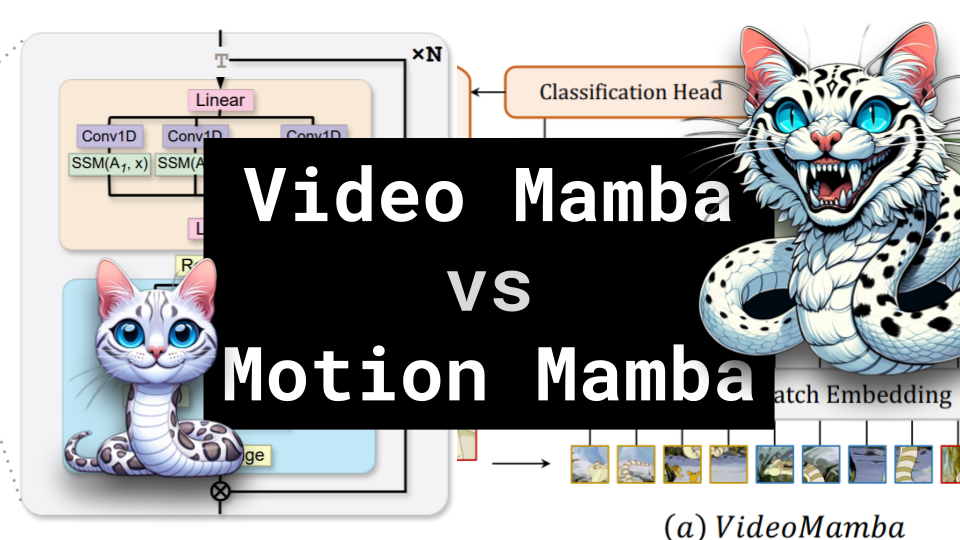 T
×N
Linear
Conv1D Conv1D Conv1D
SSM(A1, x) SSM(A
Classification Head
Video Mamba
vs
Motion Mamba
atch Embedding
ge
(a) VideoMamba